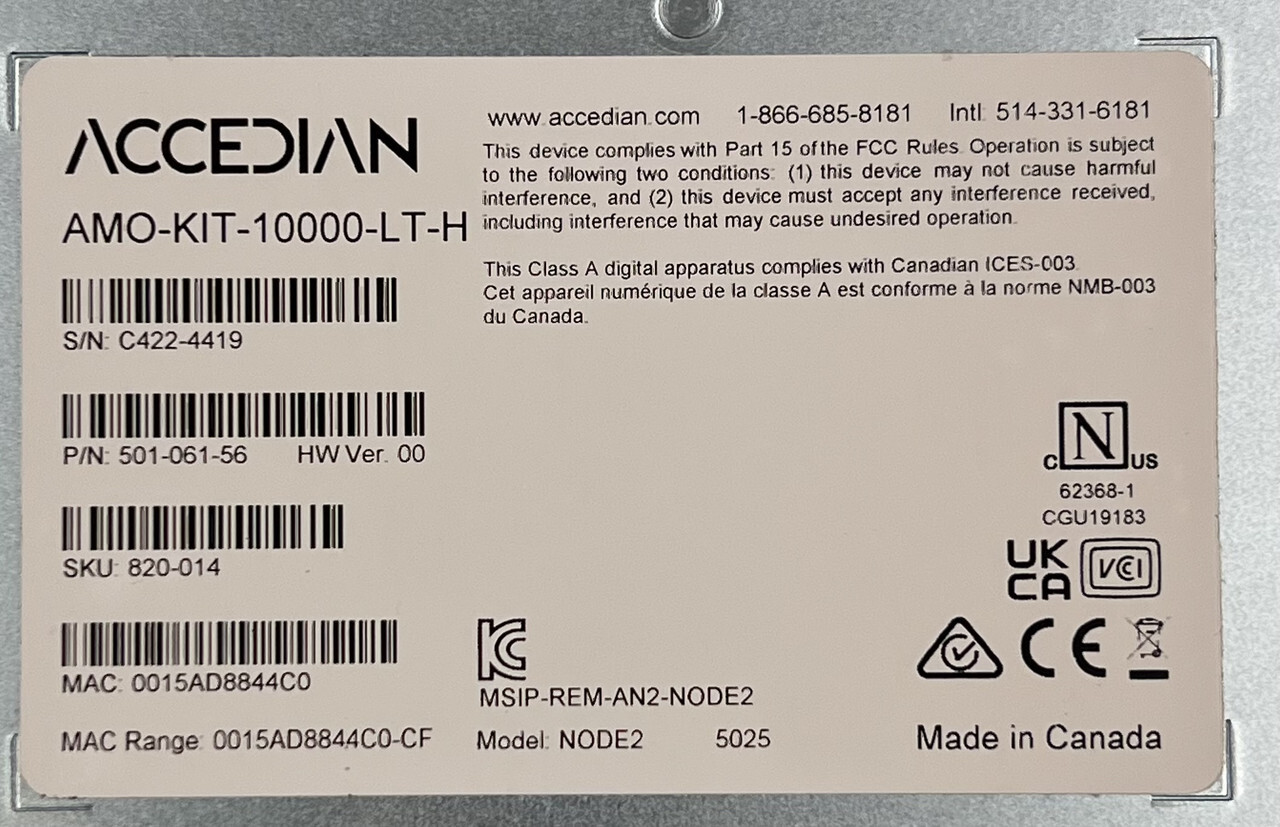 ACCEDIAN
AMO-KIT-10000-LT-H
S/N: C422-4419
P/N: 501-061-56 HW Ver. 00
SKU: 820-014
MAC: 0015AD8844C0
MAC Range: 0015AD8844C0-CF
www.accedian.com 1-866-685-8181 Intl: 514-331-6181
This device complies with Part 15 of the FCC Rules. Operation is subject
to the following two conditions: (1) this device may not cause harmful
interference, and (2) this device must accept any interference received,
including interference that may cause undesired operation.
This Class A digital apparatus complies with Canadian ICES-003.
Cet appareil numérique de la classe A est conforme à la norme NMB-003
du Canada.
c N US
62368-1
CGU19183
UK
CA
VCI
CE
KC
MSIP-REM-AN2-NODE2
Model: NODE2 5025
Made in Canada